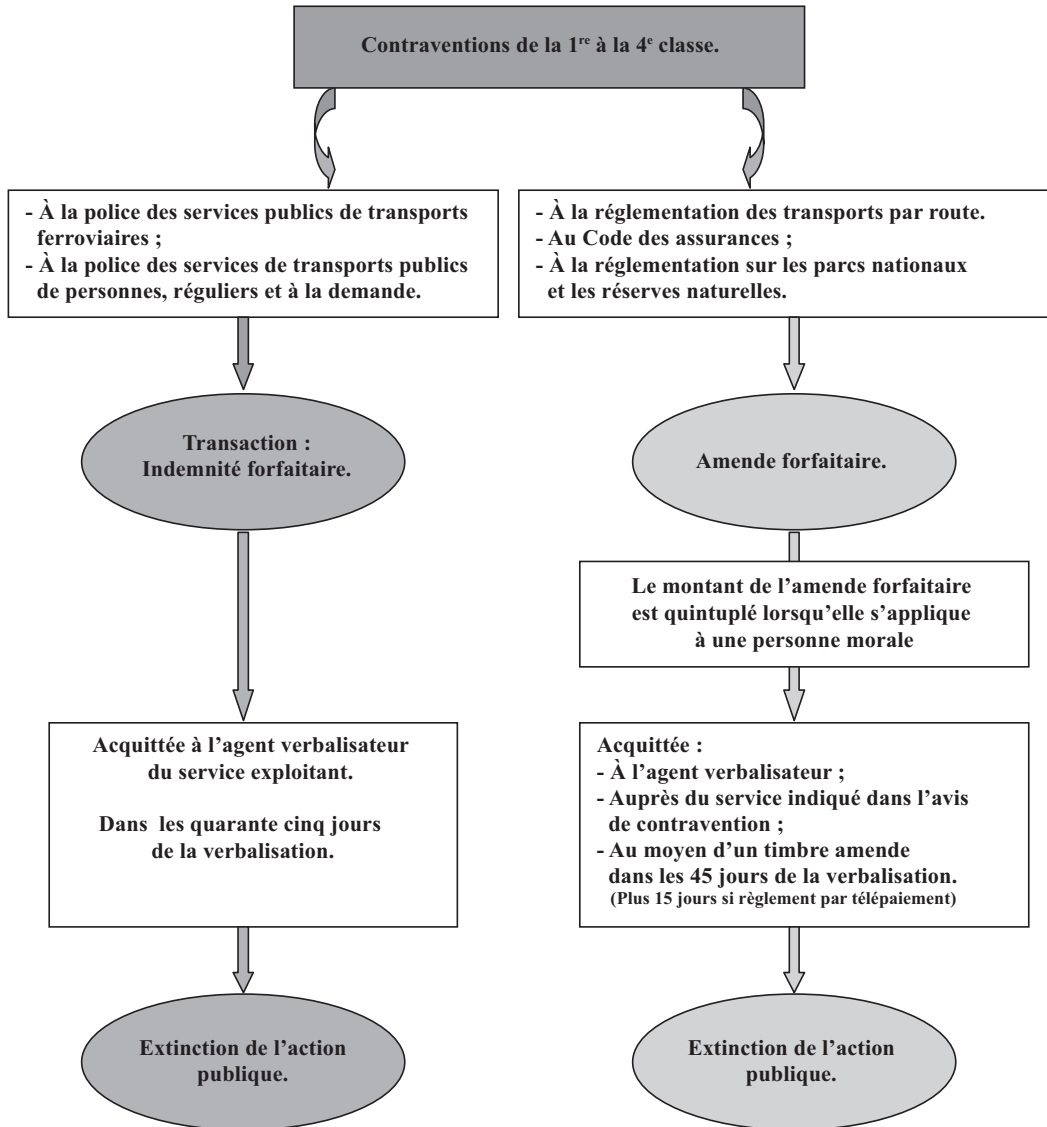 Contraventions de la 1re à la 4e classe.
- À la police des services publics de transports
ferroviaires ;
- À la police des services de transports publics
de personnes, réguliers et à la demande.
- À la réglementation des transports par route.
- Au Code des assurances ;
- À la réglementation sur les parcs nationaux
et les réserves naturelles.
Transaction :
Indemnité forfaitaire.
Amende forfaitaire.
Le montant de l’amende forfaitaire
est quintuplé lorsqu’elle s’applique
à une personne morale
Acquittée à l’agent verbalisateur
du service exploitant.
Dans les quarante cinq jours
de la verbalisation.
Acquittée :
- À l’agent verbalisateur ;
- Auprès du service indiqué dans l’avis
de contravention ;
- Au moyen d’un timbre amende
dans les 45 jours de la verbalisation.
(Plus 15 jours si règlement par télépaiement)
Extinction de l’action
publique.
Extinction de l’action
publique.